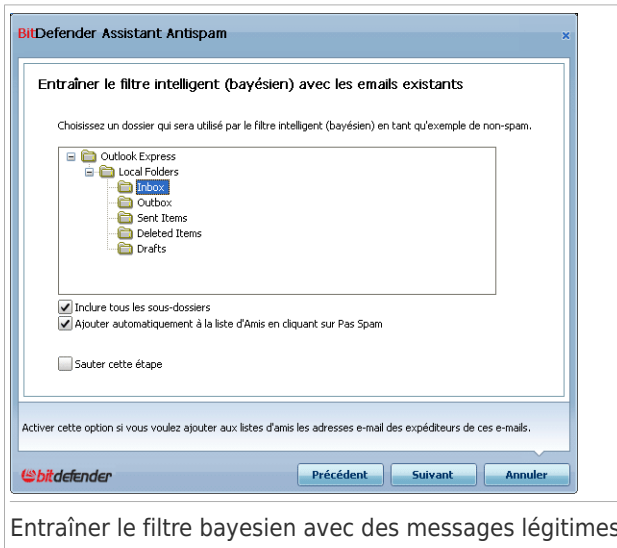 BitDefender Assistant Antispam
Entraîner le filtre intelligent (bayésien) avec les emails existants
Choisissez un dossier qui sera utilisé par le filtre intelligent (bayésien) en tant qu'exemple de non-spam.
Outlook Express
Local Folders
Inbox
Outbox
Sent Items
Deleted Items
Drafts
Inclure tous les sous-dossiers
Ajouter automatiquement à la liste d'Amis en cliquant sur Pas Spam
Sauter cette étape
Activer cette option si vous voulez ajouter aux listes d'amis les adresses e-mail des expéditeurs de ces e-mails.
bitdefender
Précédent Suivant Annuler
Entraîner le filtre bayesien avec des messages légitimes